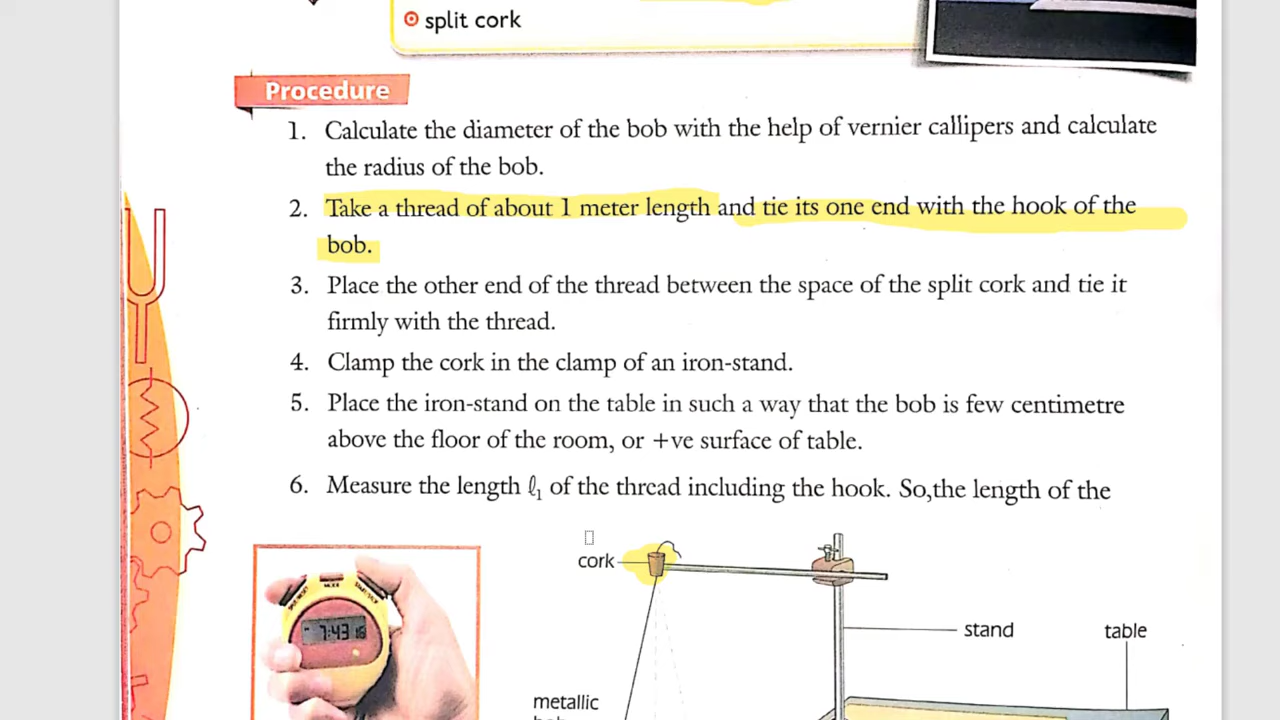 split cork
Procedure
1. Calculate the diameter of the bob with the help of vernier callipers and calculate
the radius of the bob.
2. Take a thread of about 1 meter length and tie its one end with the hook of the
bob.
3. Place the other end of the thread between the space of the split cork and tie it
firmly with the thread.
4. Clamp the cork in the clamp of an iron-stand.
5. Place the iron-stand on the table in such a way that the bob is few centimetre
above the floor of the room, or +ve surface of table.
6. Measure the length ℓ₁ of the thread including the hook. So,the length of the
cork
stand
table
7:43
metallic